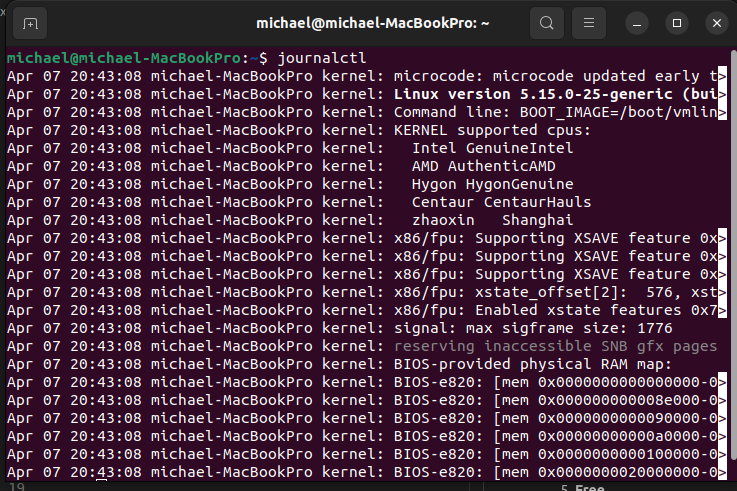 michael@michael-MacBookPro: ~
michael@michael-MacBookPro:~$ journalctl
Apr 07 20:43:08 michael-MacBookPro kernel: microcode: microcode updated early t>
Apr 07 20:43:08 michael-MacBookPro kernel: Linux version 5.15.0-25-generic (bui>
Apr 07 20:43:08 michael-MacBookPro kernel: Command line: BOOT_IMAGE=/boot/vmlin>
Apr 07 20:43:08 michael-MacBookPro kernel: KERNEL supported cpus:
Apr 07 20:43:08 michael-MacBookPro kernel:   Intel GenuineIntel
Apr 07 20:43:08 michael-MacBookPro kernel:   AMD AuthenticAMD
Apr 07 20:43:08 michael-MacBookPro kernel:   Hygon HygonGenuine
Apr 07 20:43:08 michael-MacBookPro kernel:   Centaur CentaurHauls
Apr 07 20:43:08 michael-MacBookPro kernel:   zhaoxin   Shanghai
Apr 07 20:43:08 michael-MacBookPro kernel: x86/fpu: Supporting XSAVE feature 0x>
Apr 07 20:43:08 michael-MacBookPro kernel: x86/fpu: Supporting XSAVE feature 0x>
Apr 07 20:43:08 michael-MacBookPro kernel: x86/fpu: Supporting XSAVE feature 0x>
Apr 07 20:43:08 michael-MacBookPro kernel: x86/fpu: xstate_offset[2]:  576, xst>
Apr 07 20:43:08 michael-MacBookPro kernel: x86/fpu: Enabled xstate features 0x7>
Apr 07 20:43:08 michael-MacBookPro kernel: signal: max sigframe size: 1776
Apr 07 20:43:08 michael-MacBookPro kernel: reserving inaccessible SNB gfx pages
Apr 07 20:43:08 michael-MacBookPro kernel: BIOS-provided physical RAM map:
Apr 07 20:43:08 michael-MacBookPro kernel: BIOS-e820: [mem 0x0000000000000000-0>
Apr 07 20:43:08 michael-MacBookPro kernel: BIOS-e820: [mem 0x000000000008e000-0>
Apr 07 20:43:08 michael-MacBookPro kernel: BIOS-e820: [mem 0x0000000000090000-0>
Apr 07 20:43:08 michael-MacBookPro kernel: BIOS-e820: [mem 0x00000000000a0000-0>
Apr 07 20:43:08 michael-MacBookPro kernel: BIOS-e820: [mem 0x0000000000100000-0>
Apr 07 20:43:08 michael-MacBookPro kernel: BIOS-e820: [mem 0x0000000020000000-0>
19
5 Free